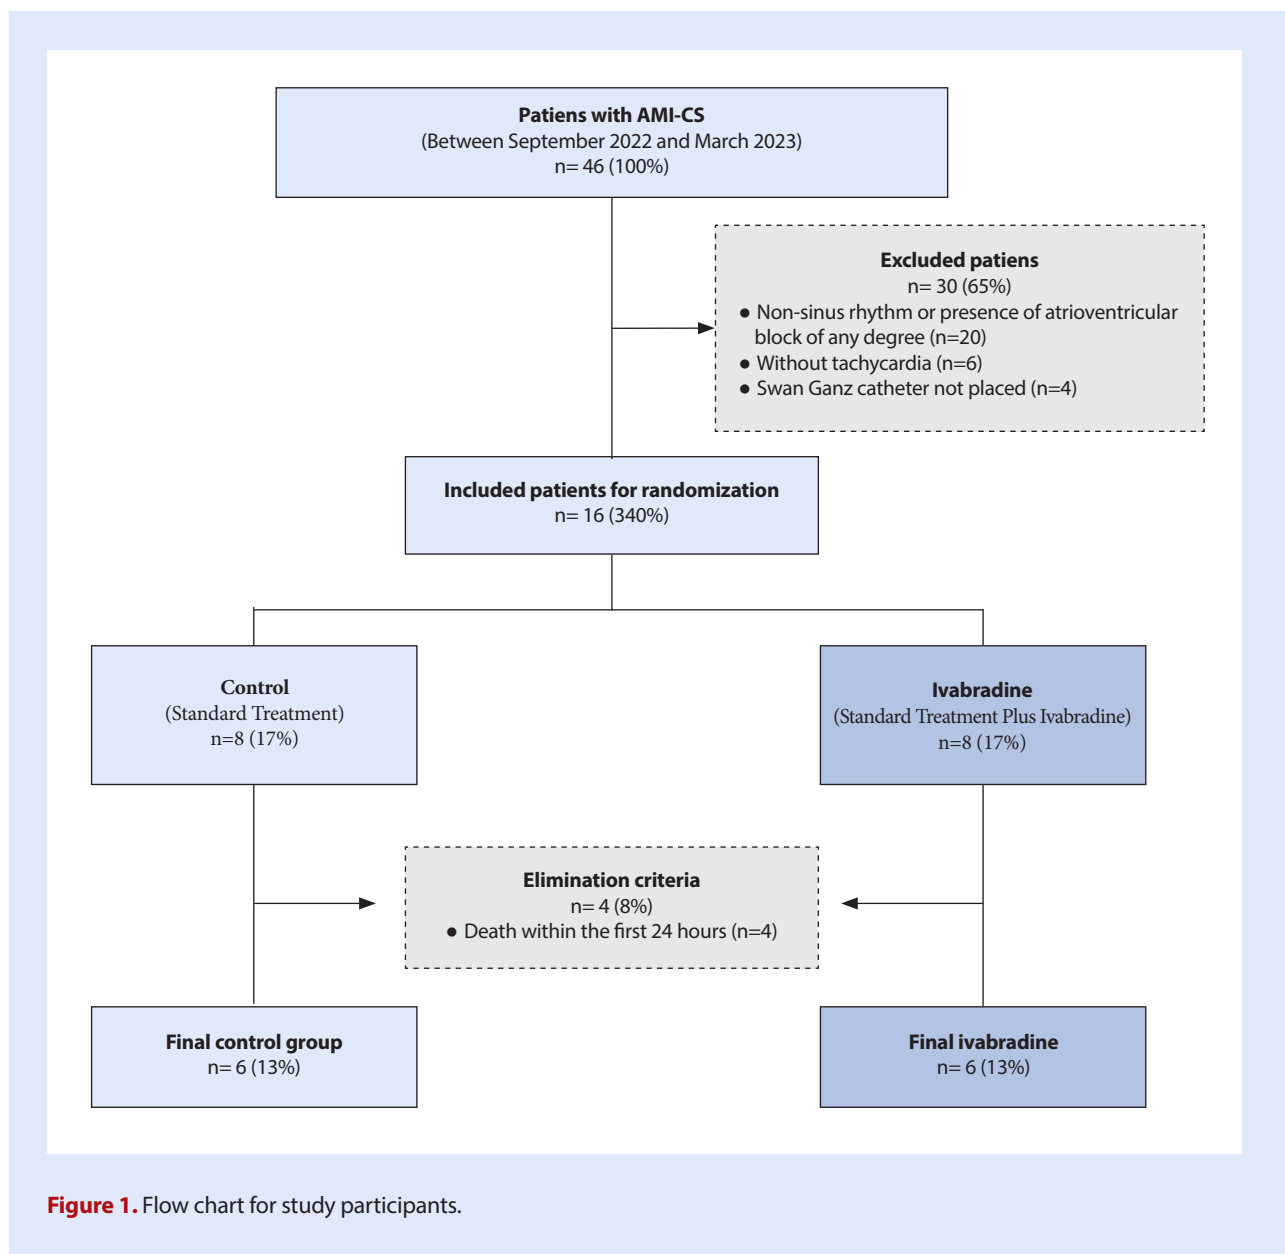 Patiens with AMI-CS
(Between September 2022 and March 2023)
n= 46 (100%)
Excluded patiens
n= 30 (65%)
● Non-sinus rhythm or presence of atrioventricular
block of any degree (n=20)
● Without tachycardia (n=6)
● Swan Ganz catheter not placed (n=4)
Included patients for randomization
n= 16 (340%)
Control
(Standard Treatment)
n=8 (17%)
Ivabradine
(Standard Treatment Plus Ivabradine)
n=8 (17%)
Elimination criteria
n= 4 (8%)
● Death within the first 24 hours (n=4)
Final control group
n= 6 (13%)
Final ivabradine
n= 6 (13%)
Figure 1. Flow chart for study participants.